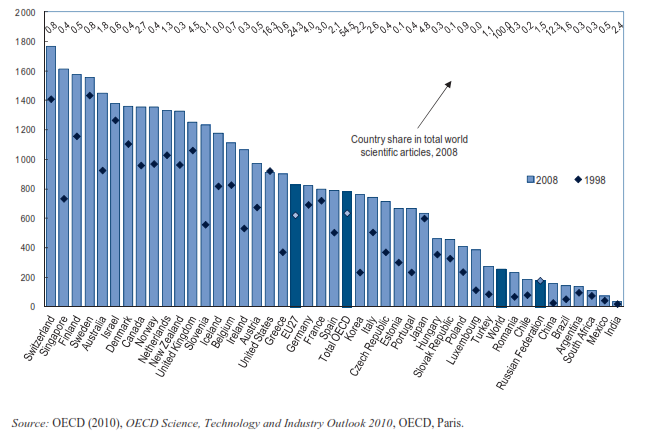 2 000
0.8 0.4 0.5 0.8 1.8 0.6 0.4 2.7 0.4 1.3 0.3 4.5 0.1 0.0 0.7 0.3 0.5 16.3 0.6 24.3 4.0 3.0 2.1 54.5 2.2 2.6 0.4 0.1 0.4 4.8 0.3 0.1 0.9 0.0 1.1 100.0 0.3 0.2 1.5 12.3 1.6 0.3 0.3 0.5 2.4
1800
1600
1400
1200
1000
800
600
400
200
0
Country share in total world
scientific articles, 2008
2008
1998
Switzerland
Singapore
Finland
Sweden
Australia
Israel
Denmark
Canada
Norway
Netherlands
New Zealand
United Kingdom
Slovenia
Iceland
Belgium
Ireland
Austria
United States
Greece
EU27
Germany
France
Spain
Total OECD
Korea
Italy
Czech Republic
Estonia
Portugal
Japan
Hungary
Slovak Republic
Poland
Luxembourg
Turkey
World
Romania
Chile
Russian Federation
China
Brazil
Argentina
South Africa
Mexico
India
Source: OECD (2010), OECD Science, Technology and Industry Outlook 2010, OECD, Paris.